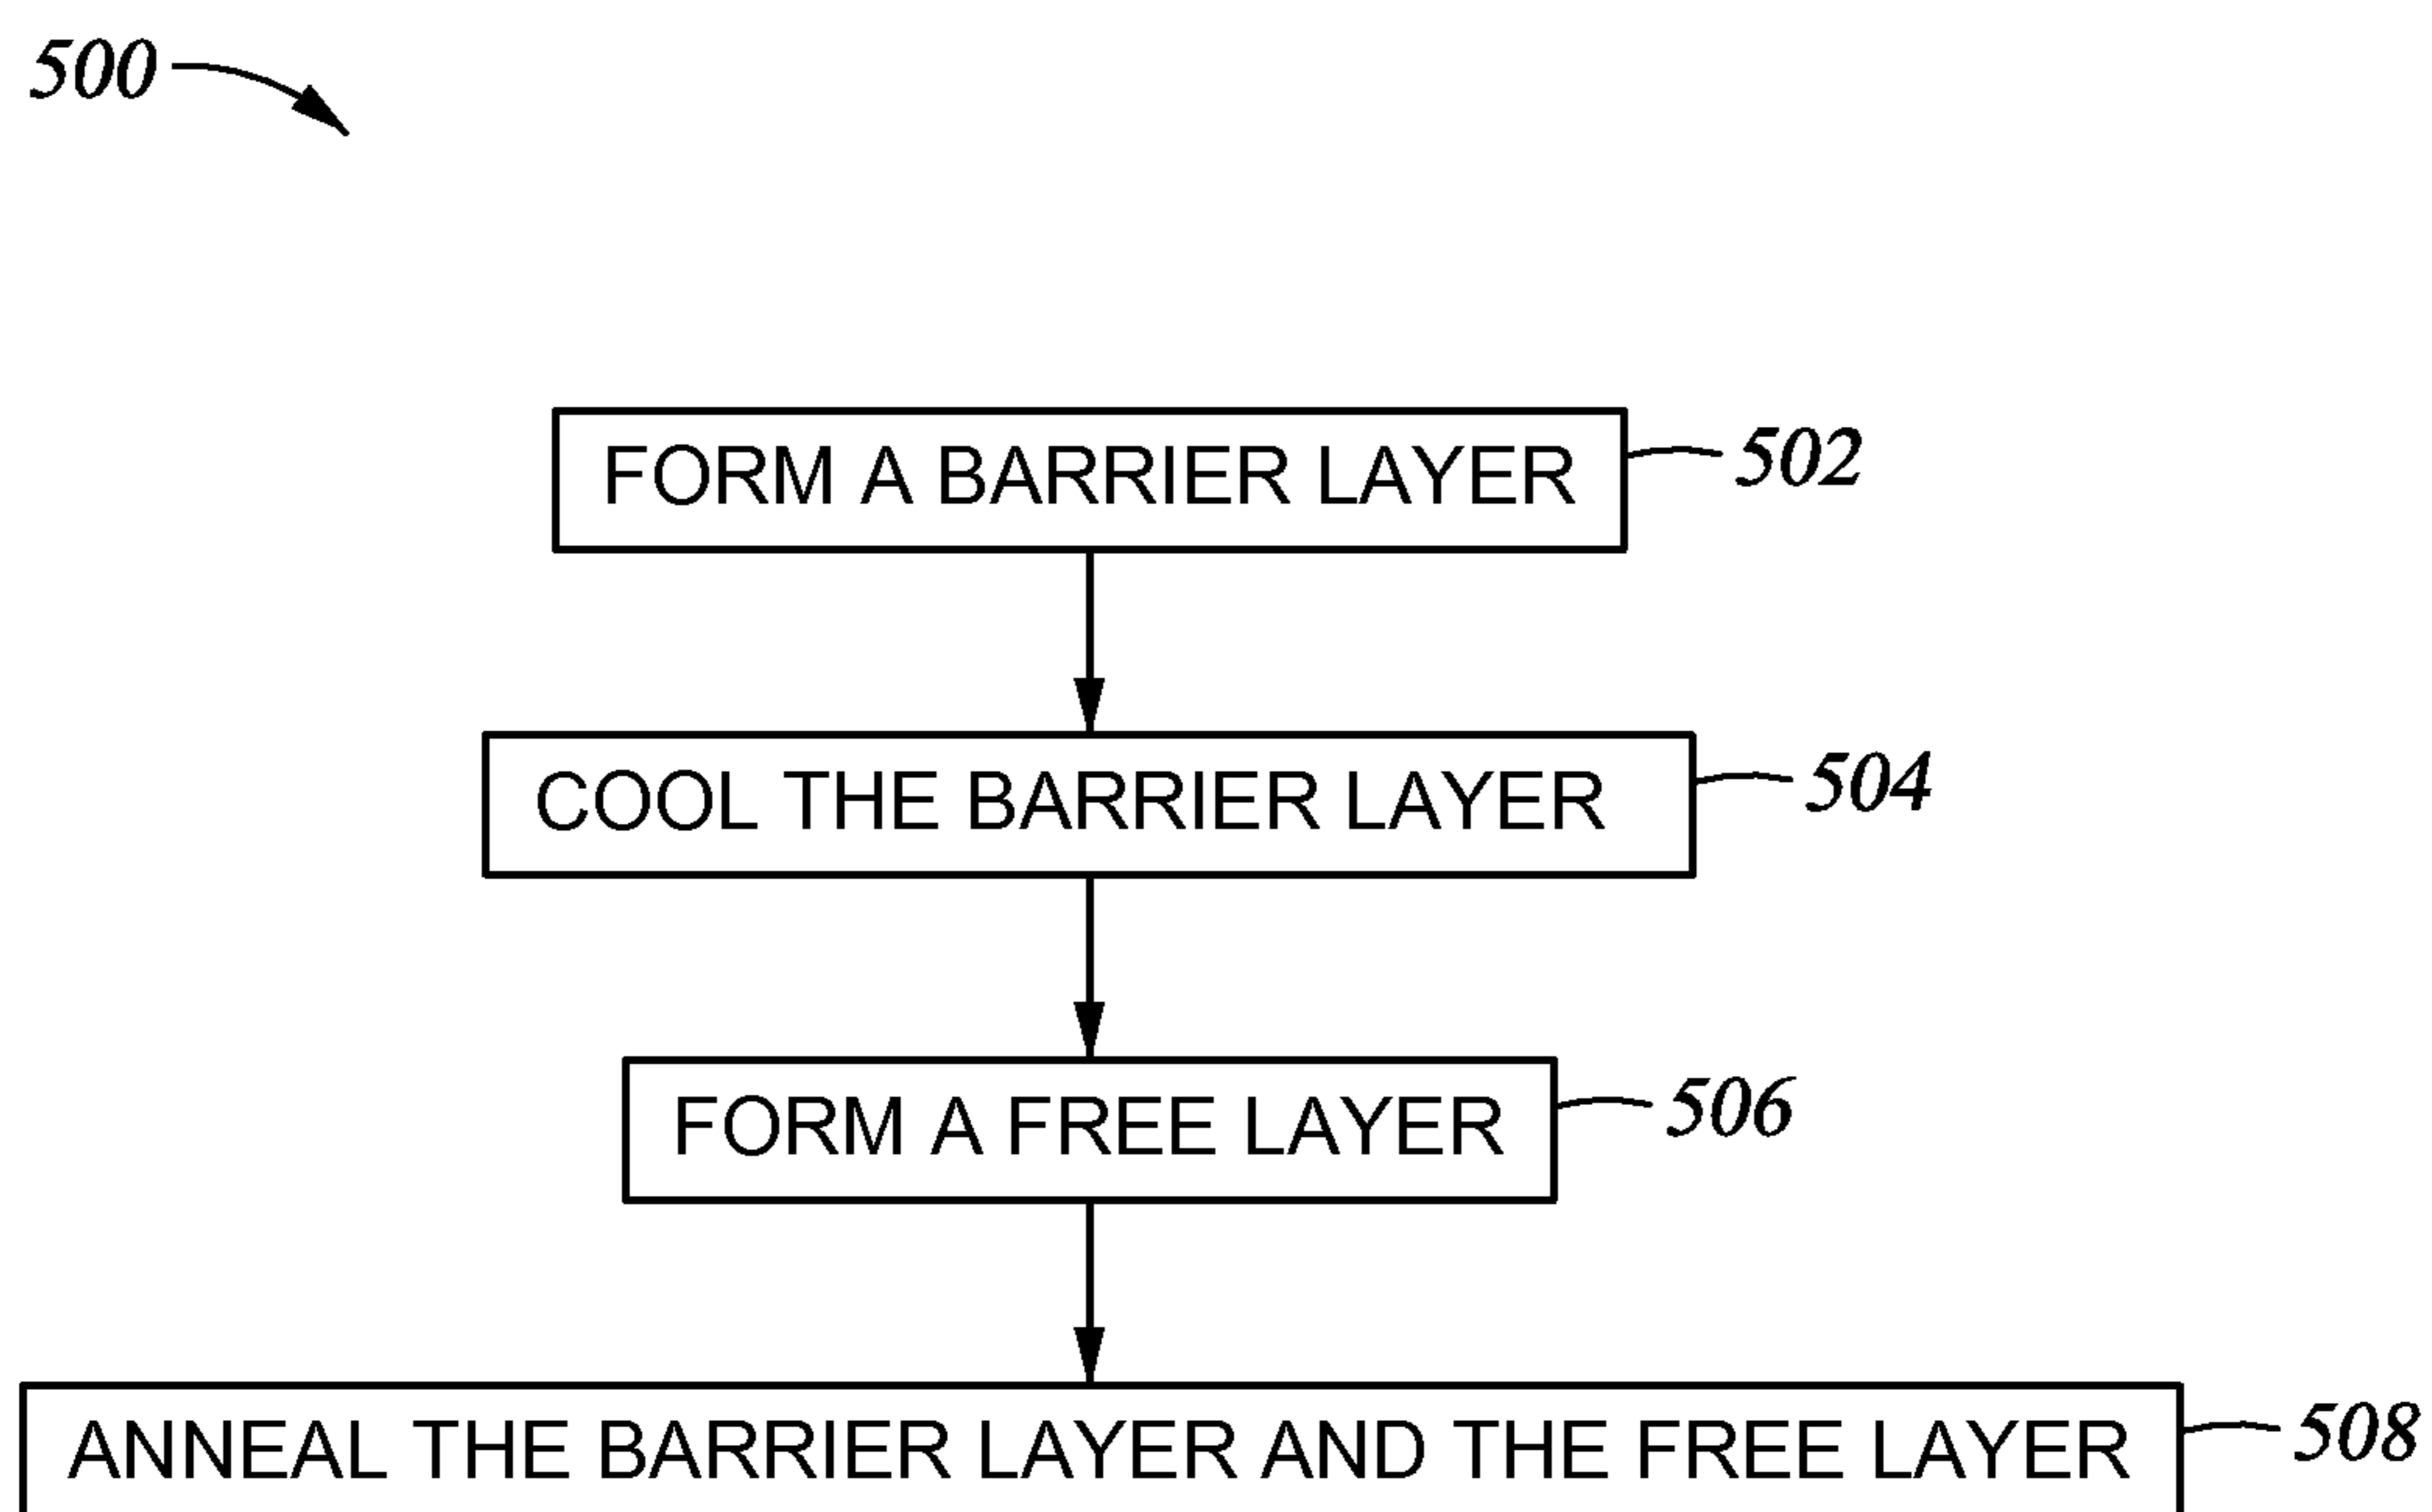 500
FORM A BARRIER LAYER
502
COOL THE BARRIER LAYER
504
FORM A FREE LAYER
506
ANNEAL THE BARRIER LAYER AND THE FREE LAYER
508